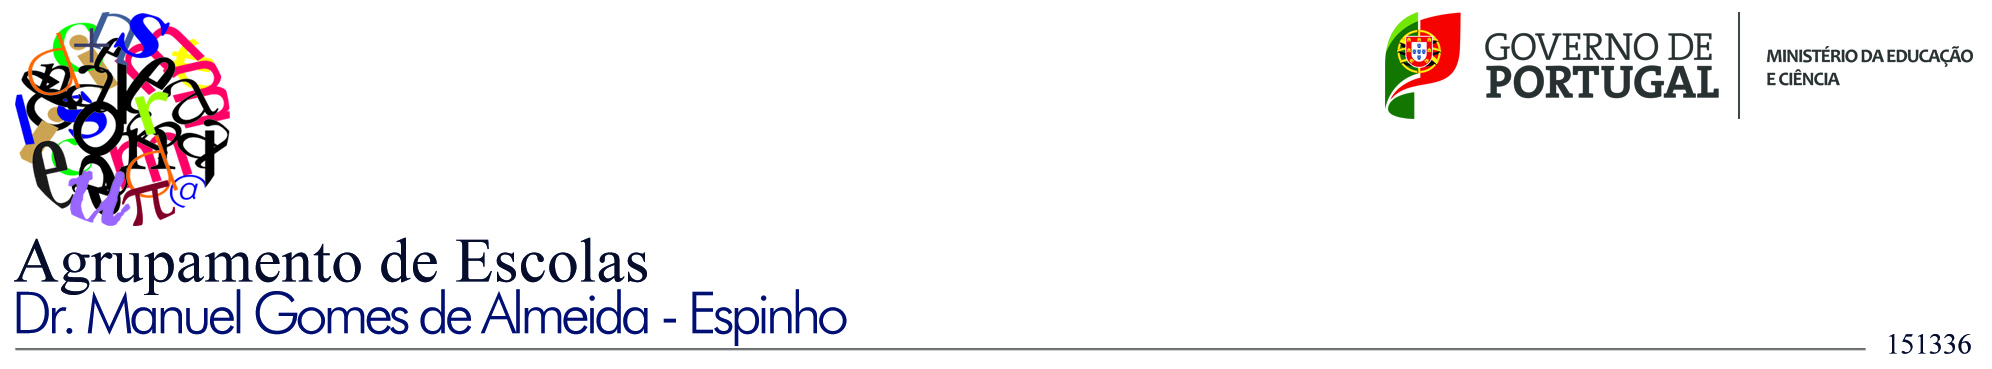 GOVERNO DE
PORTUGAL
MINISTÉRIO DA EDUCAÇÃO
E CIÊNCIA
Agrupamento de Escolas
Dr. Manuel Gomes de Almeida - Espinho
151336